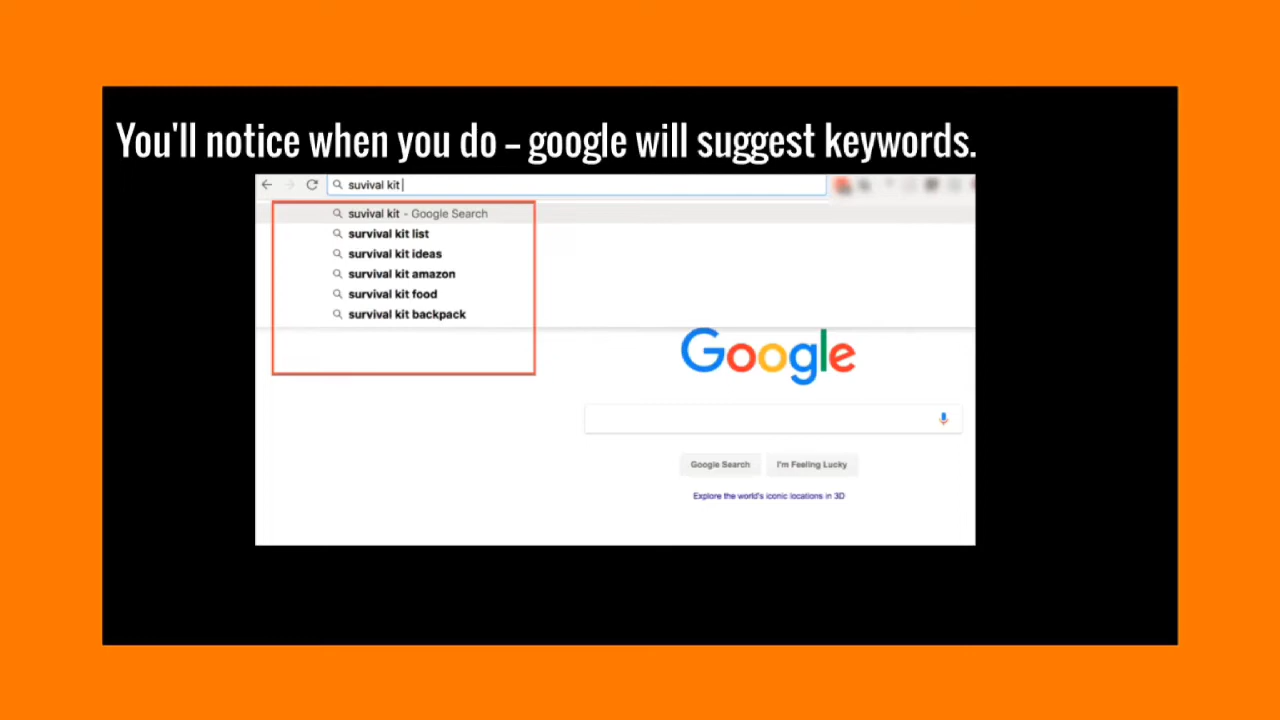 You'll notice when you do – google will suggest keywords.
suvival kit
suvival kit - Google Search
survival kit list
survival kit ideas
survival kit amazon
survival kit food
survival kit backpack
Google
Google Search I'm Feeling Lucky
Explore the world's iconic locations in 3D